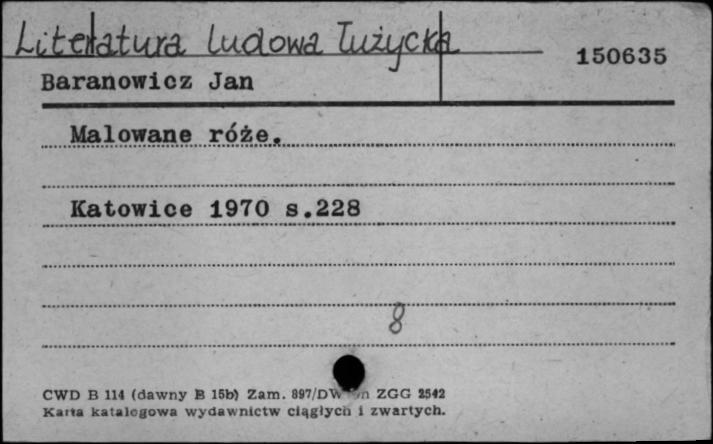 Literatura ludowa łużycka
150635
Baranowicz Jan
Malowane róże.
Katowice 1970 s.228
8
CWD B 114 (dawny B 15b) Zam. 897/DW ZGG 2542
Karta katalogowa wydawnictw ciągłych i zwartych.